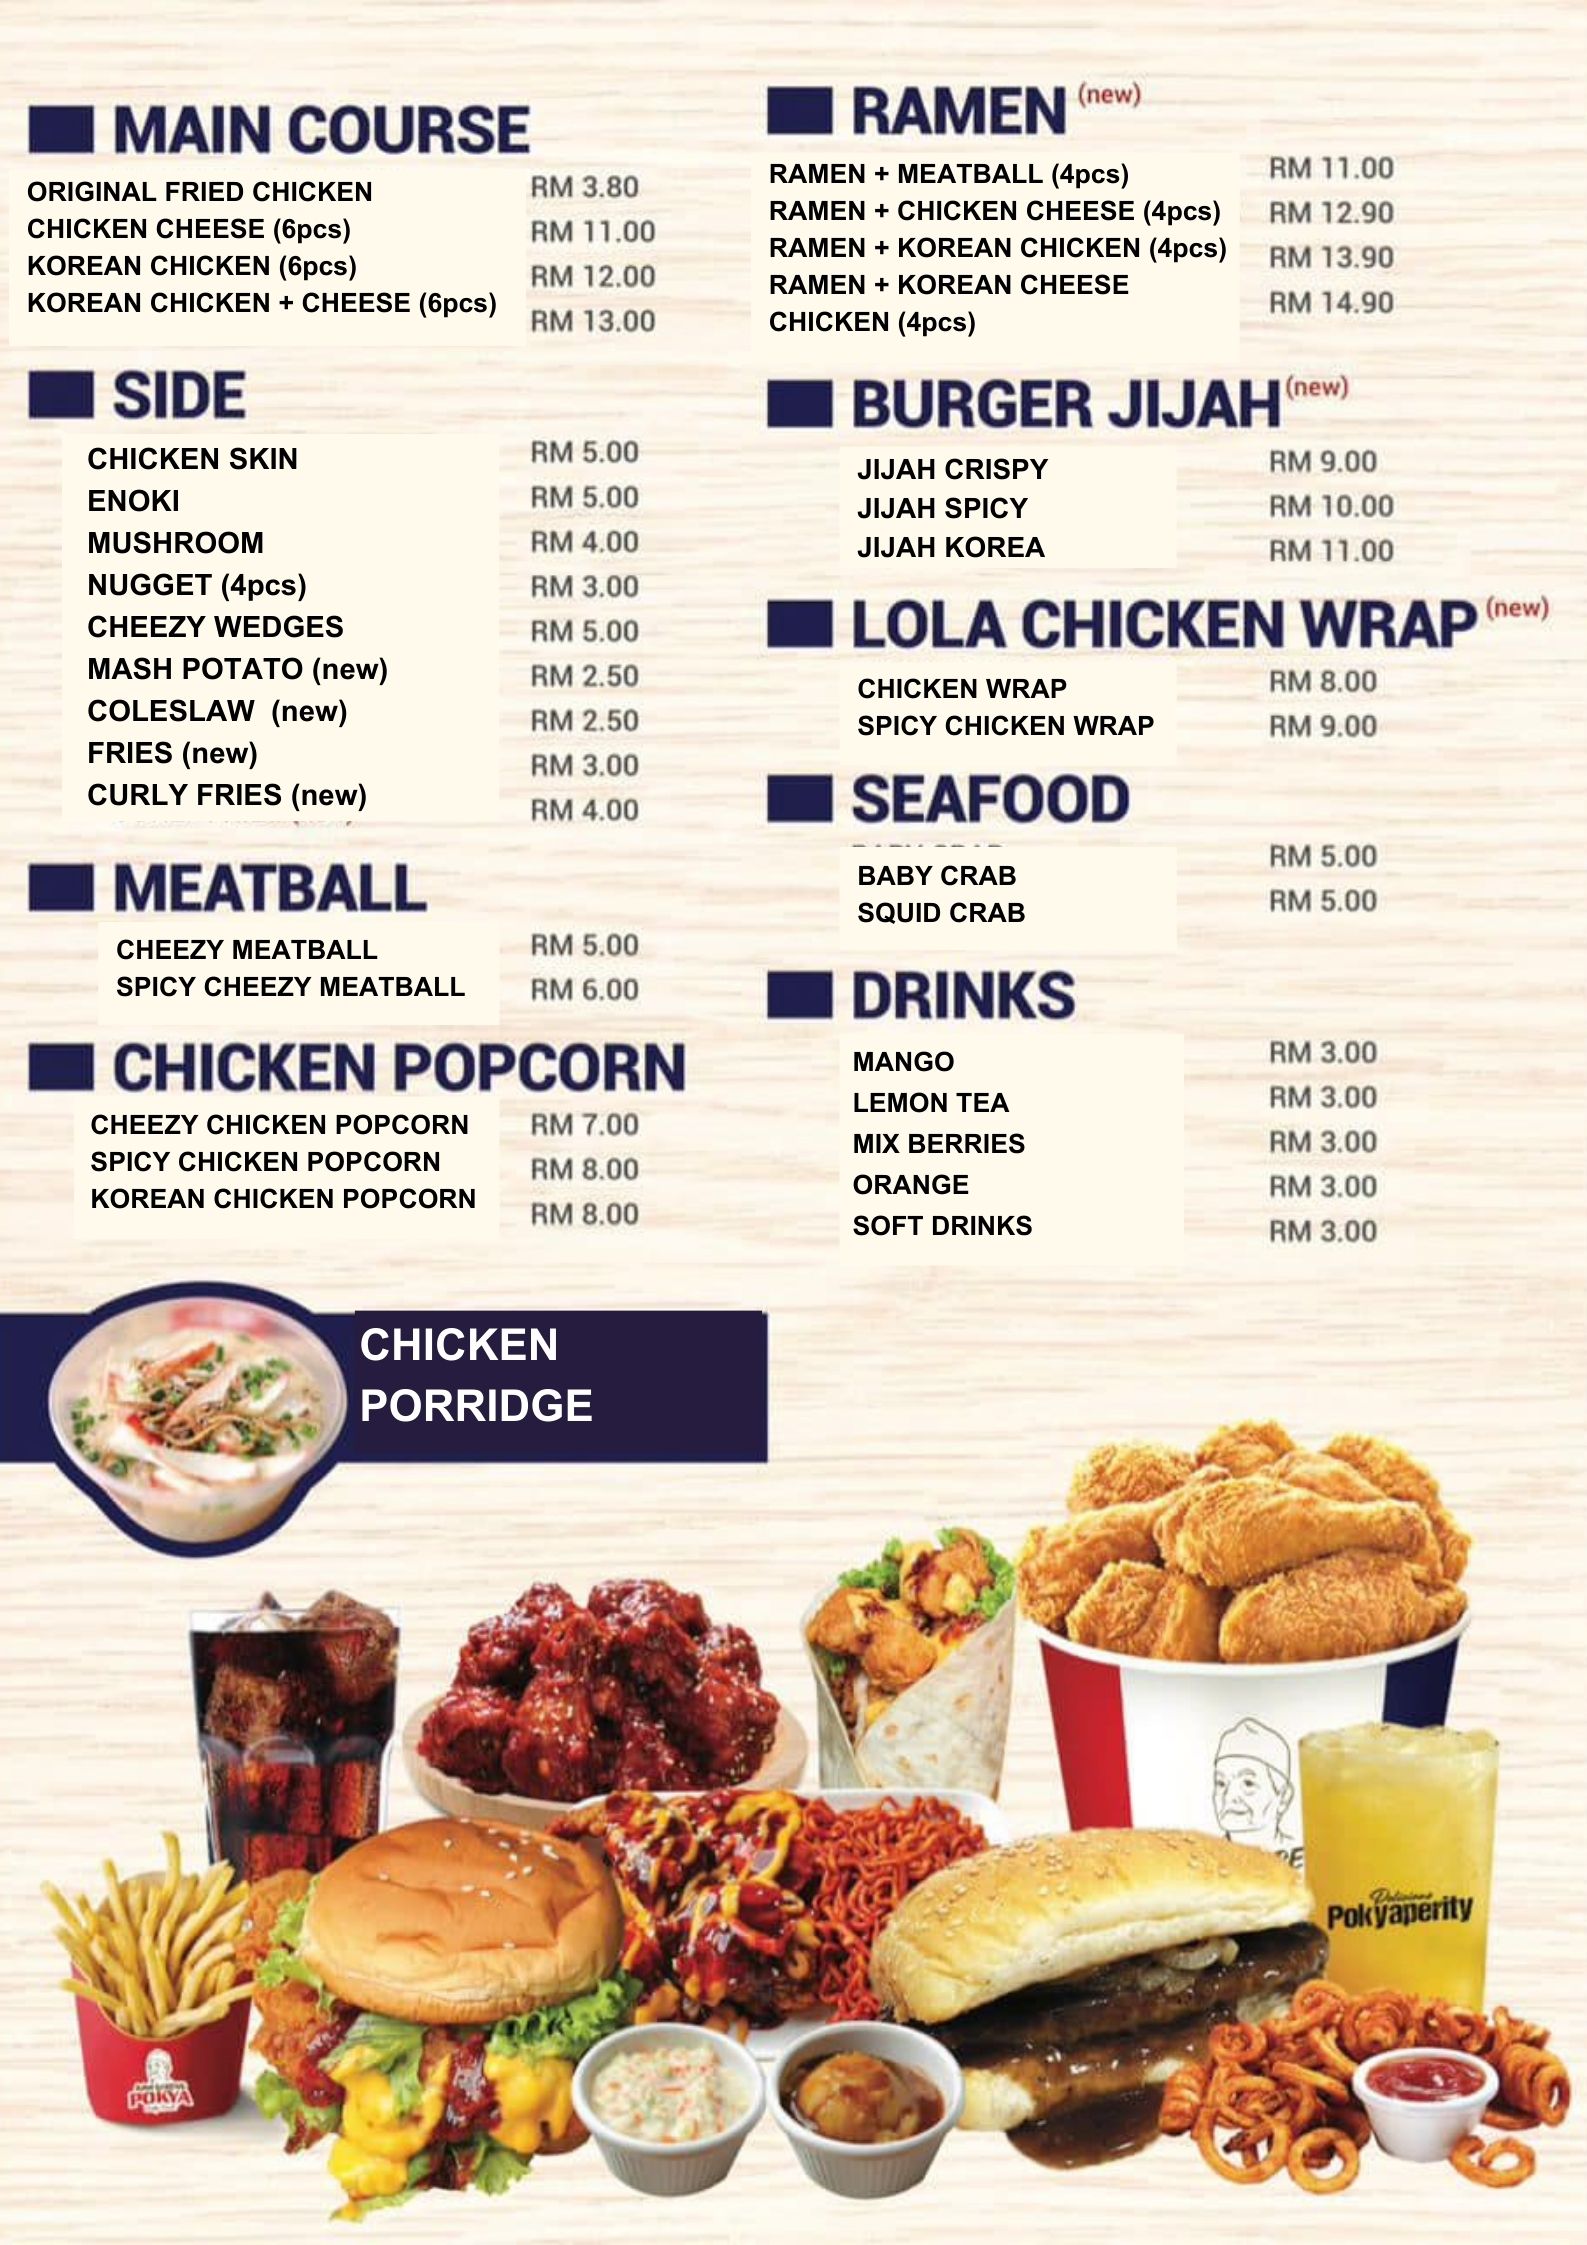 MAIN COURSE
ORIGINAL FRIED CHICKEN RM 3.80
CHICKEN CHEESE (6pcs) RM 11.00
KOREAN CHICKEN (6pcs) RM 12.00
KOREAN CHICKEN + CHEESE (6pcs) RM 13.00
SIDE
CHICKEN SKIN RM 5.00
ENOKI RM 5.00
MUSHROOM RM 4.00
NUGGET (4pcs) RM 3.00
CHEEZY WEDGES RM 5.00
MASH POTATO (new) RM 2.50
COLESLAW (new) RM 2.50
FRIES (new) RM 3.00
CURLY FRIES (new) RM 4.00
MEATBALL
CHEEZY MEATBALL RM 5.00
SPICY CHEEZY MEATBALL RM 6.00
CHICKEN POPCORN
CHEEZY CHICKEN POPCORN RM 7.00
SPICY CHICKEN POPCORN RM 8.00
KOREAN CHICKEN POPCORN RM 8.00
RAMEN (new)
RAMEN + MEATBALL (4pcs) RM 11.00
RAMEN + CHICKEN CHEESE (4pcs) RM 12.90
RAMEN + KOREAN CHICKEN (4pcs) RM 13.90
RAMEN + KOREAN CHEESE RM 14.90
CHICKEN (4pcs)
BURGER JIJAH (new)
JIJAH CRISPY RM 9.00
JIJAH SPICY RM 10.00
JIJAH KOREA RM 11.00
LOLA CHICKEN WRAP (new)
CHICKEN WRAP RM 8.00
SPICY CHICKEN WRAP RM 9.00
SEAFOOD
BABY CRAB RM 5.00
SQUID CRAB RM 5.00
DRINKS
MANGO RM 3.00
LEMON TEA RM 3.00
MIX BERRIES RM 3.00
ORANGE RM 3.00
SOFT DRINKS RM 3.00
CHICKEN
PORRIDGE
Delicious
Pokyaperity
POKYA